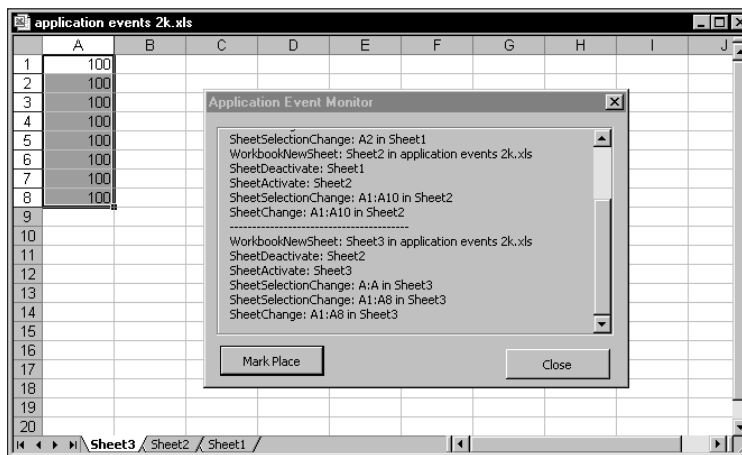 application events 2k.xls
A B C D E F G H I J
1 100
2 100
3 100
4 100
5 100
6 100
7 100
8 100
9
10
11
12
13
14
15
16
17
18
19
20
Application Event Monitor
SheetSelectionChange: A2 in Sheet1
WorkbookNewSheet: Sheet2 in application events 2k.xls
SheetDeactivate: Sheet1
SheetActivate: Sheet2
SheetSelectionChange: A1:A10 in Sheet2
SheetChange: A1:A10 in Sheet2
----------------------------------------
WorkbookNewSheet: Sheet3 in application events 2k.xls
SheetDeactivate: Sheet2
SheetActivate: Sheet3
SheetSelectionChange: A:A in Sheet3
SheetSelectionChange: A1:A8 in Sheet3
SheetChange: A1:A8 in Sheet3
Mark Place
Close
Sheet3 Sheet2 Sheet1